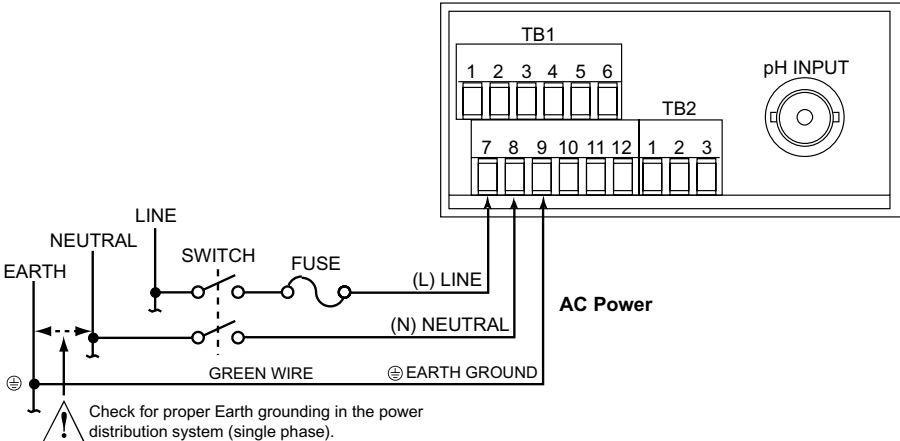 TB1
1 2 3 4 5 6
pH INPUT
TB2
7 8 9 10 11 12 1 2 3
LINE
NEUTRAL
EARTH
SWITCH
FUSE
(L) LINE
AC Power
(N) NEUTRAL
GREEN WIRE
EARTH GROUND
! Check for proper Earth grounding in the power
distribution system (single phase).